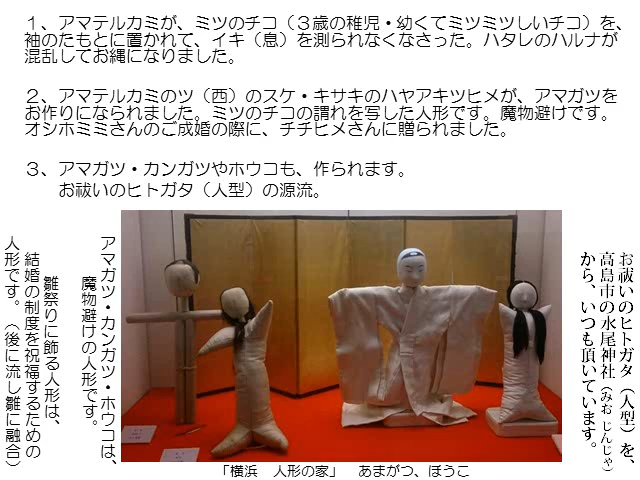 １、アマテルカミが、ミツのチコ（３歳の稚児・幼くてミツミツしいチコ）を、
袖のたもとに置かれて、イキ（息）を測られなくなさった。ハタレのハルナが
混乱してお縄になりました。
２、アマテルカミのツ（西）のスケ・キサキのハヤアキツヒメが、アマガツを
お作りになられました。ミツのチコの謂れを写した人形です。魔物避けです。
オシホミミさんのご成婚の際に、チチヒメさんに贈られました。
３、アマガツ・カンガツやホウコも、作られます。
お祓いのヒトガタ（人型）の源流。
お祓いのヒトガタ（人型）を、
高島市の水尾神社（みお じんじゃ）
から、いつも頂いています。
アマガツ・カンガツ・ホウコは、
魔物避けの人形です。
雛祭りに飾る人形は、
結婚の制度を祝福するための
人形です。（後に流し雛に融合）
「横浜　人形の家」　あまがつ、ほうこ